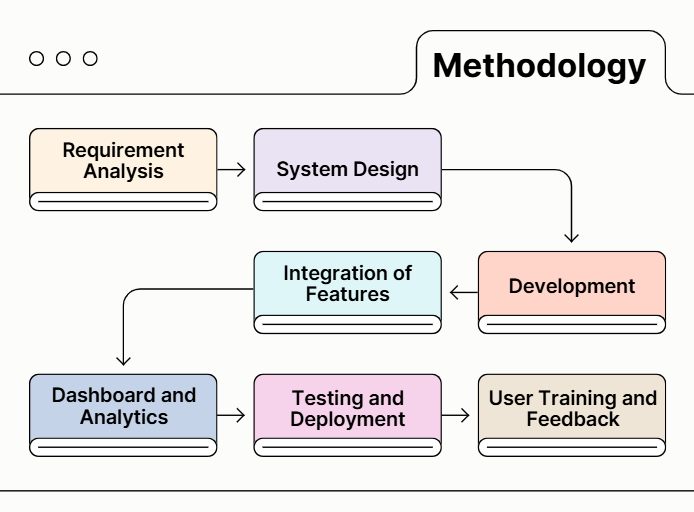 Methodology
Requirement
Analysis
System Design
Development
Integration of
Features
Dashboard and
Analytics
Testing and
Deployment
User Training and
Feedback